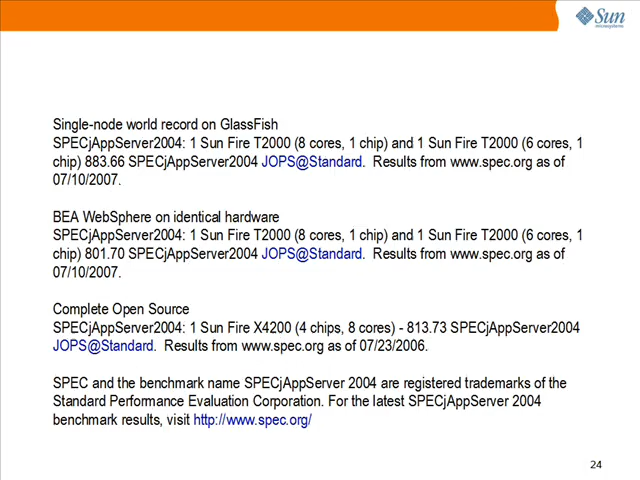 Sun
microsystems
Single-node world record on GlassFish
SPECjAppServer2004: 1 Sun Fire T2000 (8 cores, 1 chip) and 1 Sun Fire T2000 (6 cores, 1
chip) 883.66 SPECjAppServer2004 JOPS@Standard.  Results from www.spec.org as of
07/10/2007.
BEA WebSphere on identical hardware
SPECjAppServer2004: 1 Sun Fire T2000 (8 cores, 1 chip) and 1 Sun Fire T2000 (6 cores, 1
chip) 801.70 SPECjAppServer2004 JOPS@Standard.  Results from www.spec.org as of
07/10/2007.
Complete Open Source
SPECjAppServer2004: 1 Sun Fire X4200 (4 chips, 8 cores) - 813.73 SPECjAppServer2004
JOPS@Standard.  Results from www.spec.org as of 07/23/2006.
SPEC and the benchmark name SPECjAppServer 2004 are registered trademarks of the
Standard Performance Evaluation Corporation. For the latest SPECjAppServer 2004
benchmark results, visit http://www.spec.org/
24